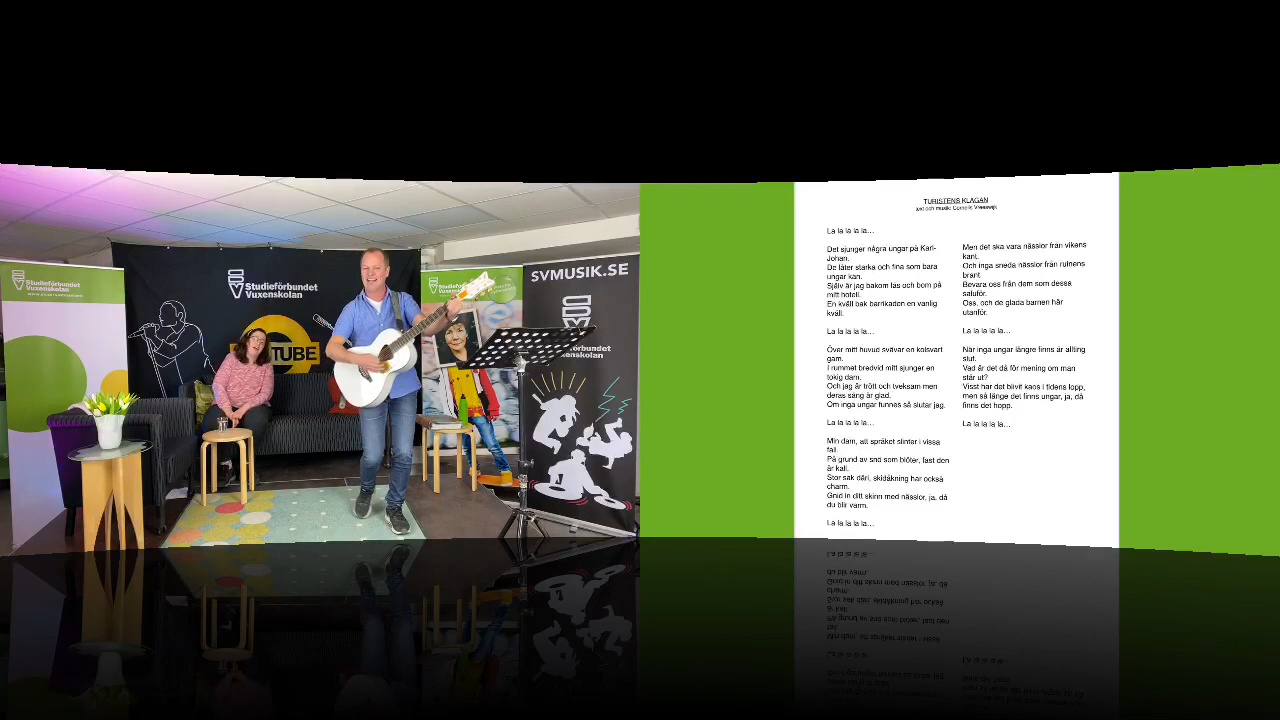 Studieförbundet
Vuxenskolan
Studieförbundet
Vuxenskolan
TUBE
Studieförbundet
Vuxenskolan
SVMUSIK.SE
TURISTENS KLAGAN
text och musik: Cornelis Vreeswijk
La la la la la...
Det sjunger några ungar på Karl-
Johan.
De låter starka och fina som bara
ungar kan.
Själv är jag bakom lås och bom på
mitt hotell.
En kväll bak barrikaden en vanlig
kväll.
La la la la la...
Över mitt huvud svävar en kolsvart
gam.
I rummet bredvid mitt sjunger en
tokig dam.
Och jag är trött och tveksam men
deras sång är glad.
Om inga ungar funnes så slutar jag.
La la la la la...
Min dam, att språket slinter i vissa
fall.
På grund av snö som blöter, fast den
är kall.
Stor sak däri, skidåkning har också
charm.
Gnid in ditt skinn med nässlor, ja, då
du blir varm.
La la la la la...
Men det ska vara nässlor från vikens
kant.
Och inga sneda nässlor från ruinens
brant.
Bevara oss från dem som dessa
saluför.
Oss, och de glada barnen här
utanför.
La la la la la...
När inga ungar längre finns är allting
slut.
Vad är det då för mening om man
står ut?
Visst har det blivit kaos i tidens lopp,
men så länge det finns ungar, ja, då
finns det hopp.
La la la la la...